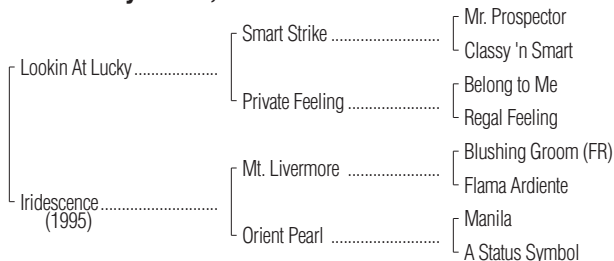 Mr. Prospector
Smart Strike ........................
Classy 'n Smart
Lookin At Lucky ....................
Belong to Me
Private Feeling .....................
Regal Feeling
Blushing Groom (FR)
Mt. Livermore .....................
Flama Ardiente
Iridescence ............................
(1995)
Manila
Orient Pearl ........................
A Status Symbol